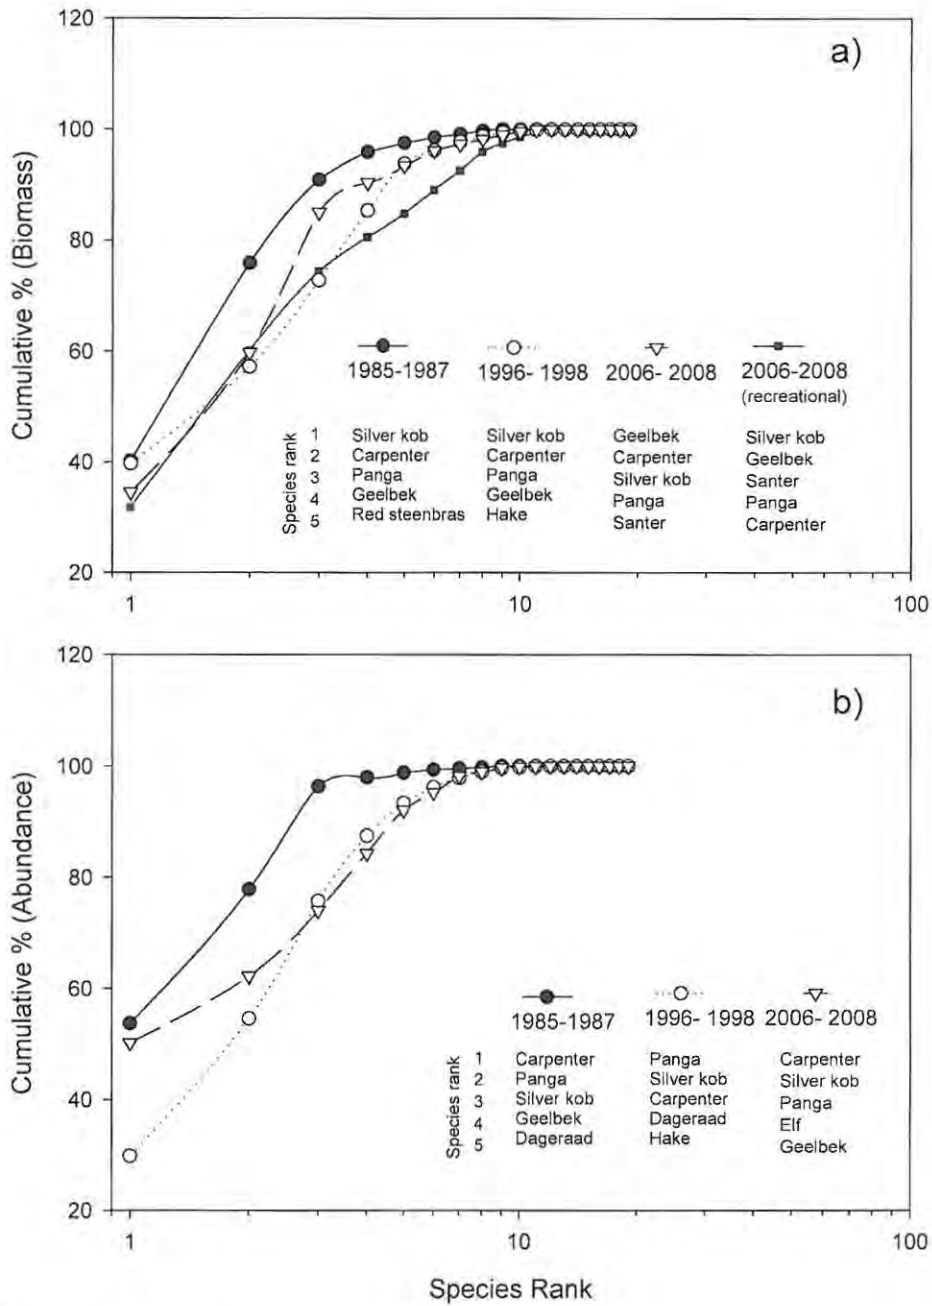 120
a)
100
80
60
40
20
Cumulative % (Biomass)
1985-1987 1996- 1998 2006- 2008 2006-2008
(recreational)
Species rank
1 Silver kob Silver kob Geelbek Silver kob
2 Carpenter Carpenter Carpenter Geelbek
3 Panga Panga Silver kob Santer
4 Geelbek Geelbek Panga Panga
5 Red steenbras Hake Santer Carpenter
1 10 100
120
b)
100
80
60
40
20
Cumulative % (Abundance)
1985-1987 1996- 1998 2006- 2008
Species rank
1 Carpenter Panga Carpenter
2 Panga Silver kob Silver kob
3 Silver kob Carpenter Panga
4 Geelbek Dageraad Elf
5 Dageraad Hake Geelbek
1 10 100
Species Rank